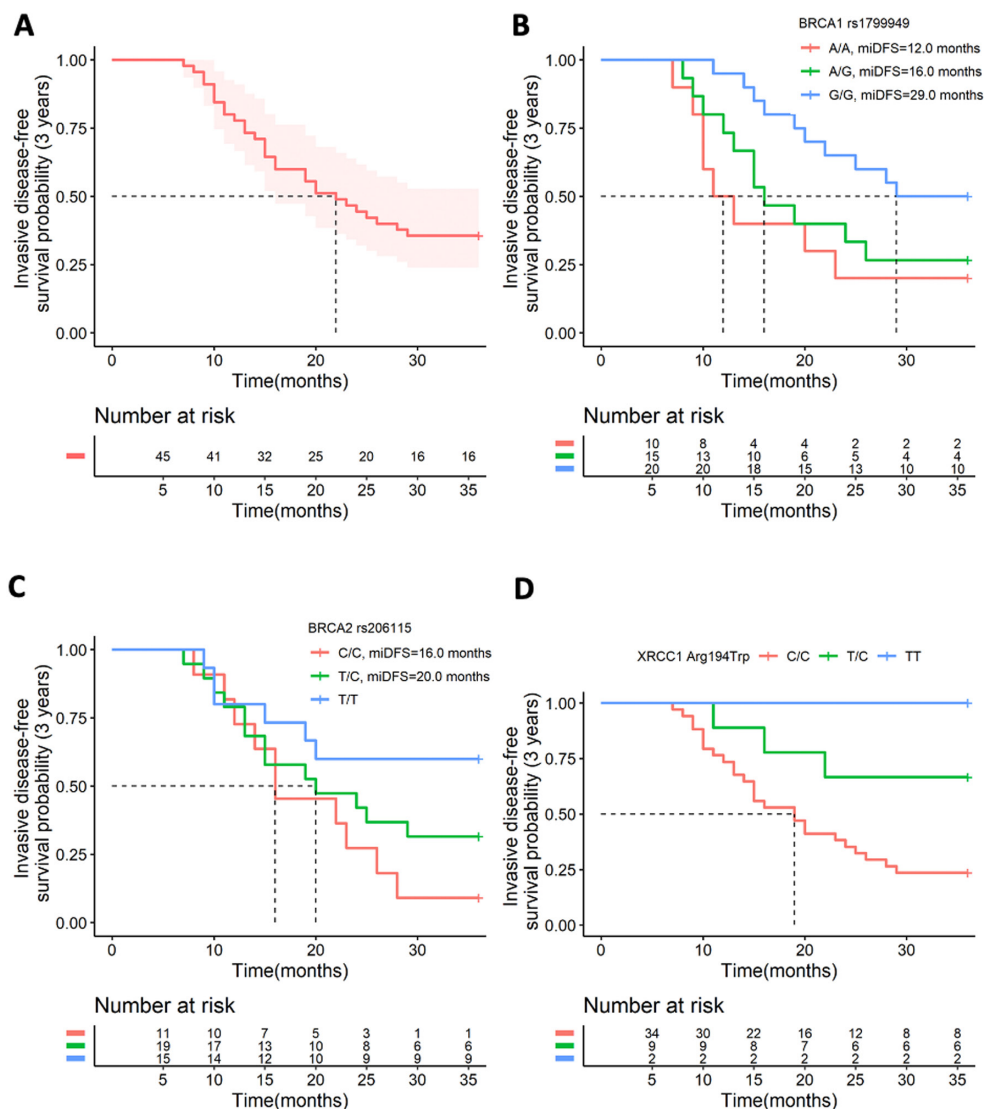 A
Invasive disease-free
survival probability (3 years)
1.00
0.75
0.50
0.25
0.00
0 10 20 30
Time(months)
Number at risk
45 41 32 25 20 16 16
5 10 15 20 25 30 35
Time(months)
B
BRCA1 rs1799949
A/A, miDFS=12.0 months
A/G, miDFS=16.0 months
G/G, miDFS=29.0 months
Invasive disease-free
survival probability (3 years)
1.00
0.75
0.50
0.25
0.00
0 10 20 30
Time(months)
Number at risk
10 8 4 4 2 2 2
15 13 10 6 5 4 4
20 20 18 15 13 10 10
5 10 15 20 25 30 35
Time(months)
C
BRCA2 rs206115
C/C, miDFS=16.0 months
T/C, miDFS=20.0 months
T/T
Invasive disease-free
survival probability (3 years)
1.00
0.75
0.50
0.25
0.00
0 10 20 30
Time(months)
Number at risk
11 10 7 5 3 1 1
19 17 13 10 8 6 6
15 14 12 10 9 9 9
5 10 15 20 25 30 35
Time(months)
D
XRCC1 Arg194Trp C/C T/C TT
Invasive disease-free
survival probability (3 years)
1.00
0.75
0.50
0.25
0.00
0 10 20 30
Time(months)
Number at risk
34 30 22 16 12 8 8
9 9 8 7 6 6 6
2 2 2 2 2 2 2
5 10 15 20 25 30 35
Time(months)